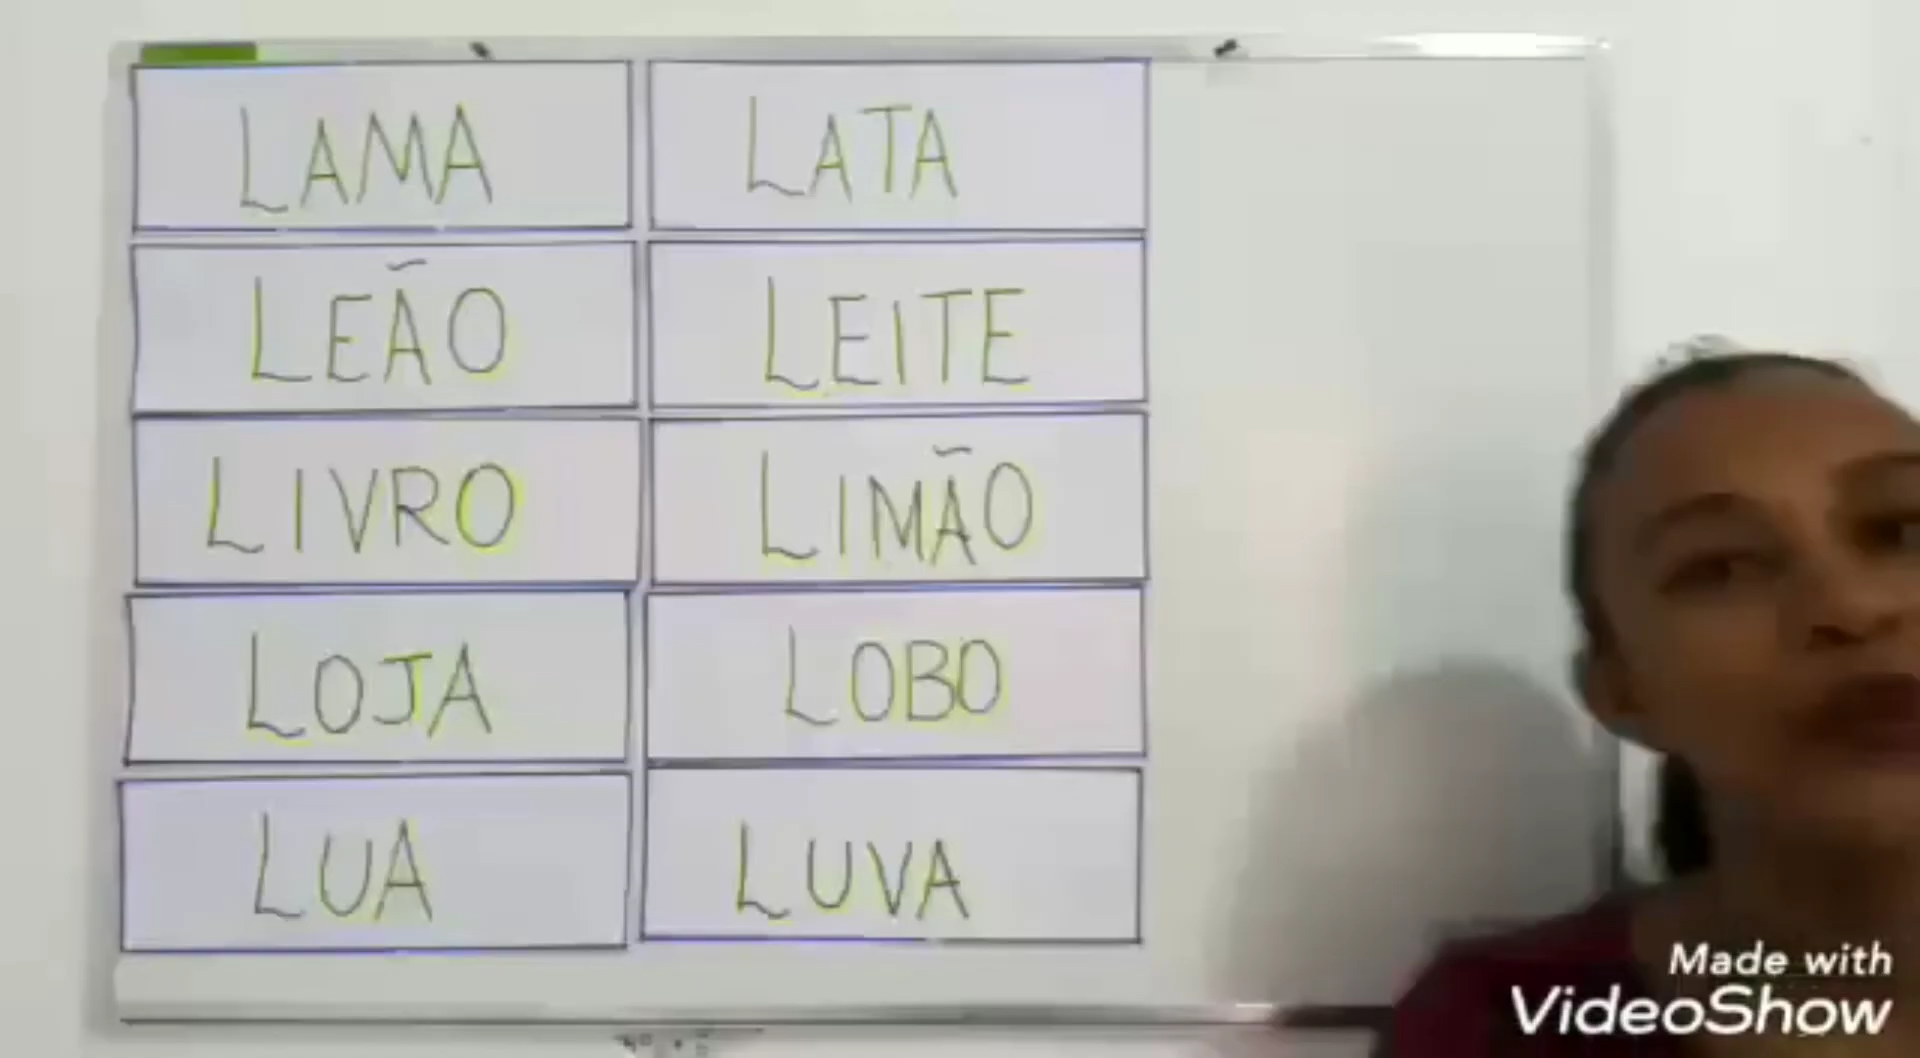 LAMA LATA
LEÃO LEITE
LIVRO LIMÃO
LOJA LOBO
LUA LUVA
Made with
VideoShow